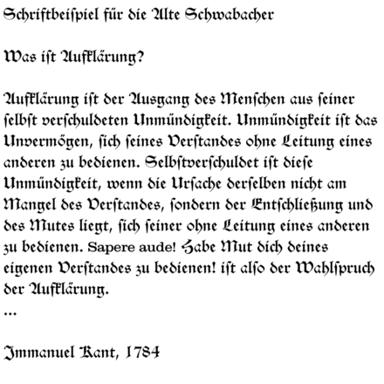 Schriftbeiſpiel für die Alte Schwabacher
Was iſt Aufklärung?
Aufklärung iſt der Ausgang des Menſchen aus ſeiner
ſelbſt verſchuldeten Unmündigkeit. Unmündigkeit iſt das
Unvermögen, ſich ſeines Verſtandes ohne Leitung eines
anderen zu bedienen. Selbſtverſchuldet iſt dieſe
Unmündigkeit, wenn die Urſache derſelben nicht am
Mangel des Verſtandes, ſondern der Entſchließung und
des Mutes liegt, ſich ſeiner ohne Leitung eines anderen
zu bedienen. Sapere aude! Habe Mut dich deines
eigenen Verſtandes zu bedienen! iſt alſo der Wahlſpruch
der Aufklärung.
...
Immanuel Kant, 1784